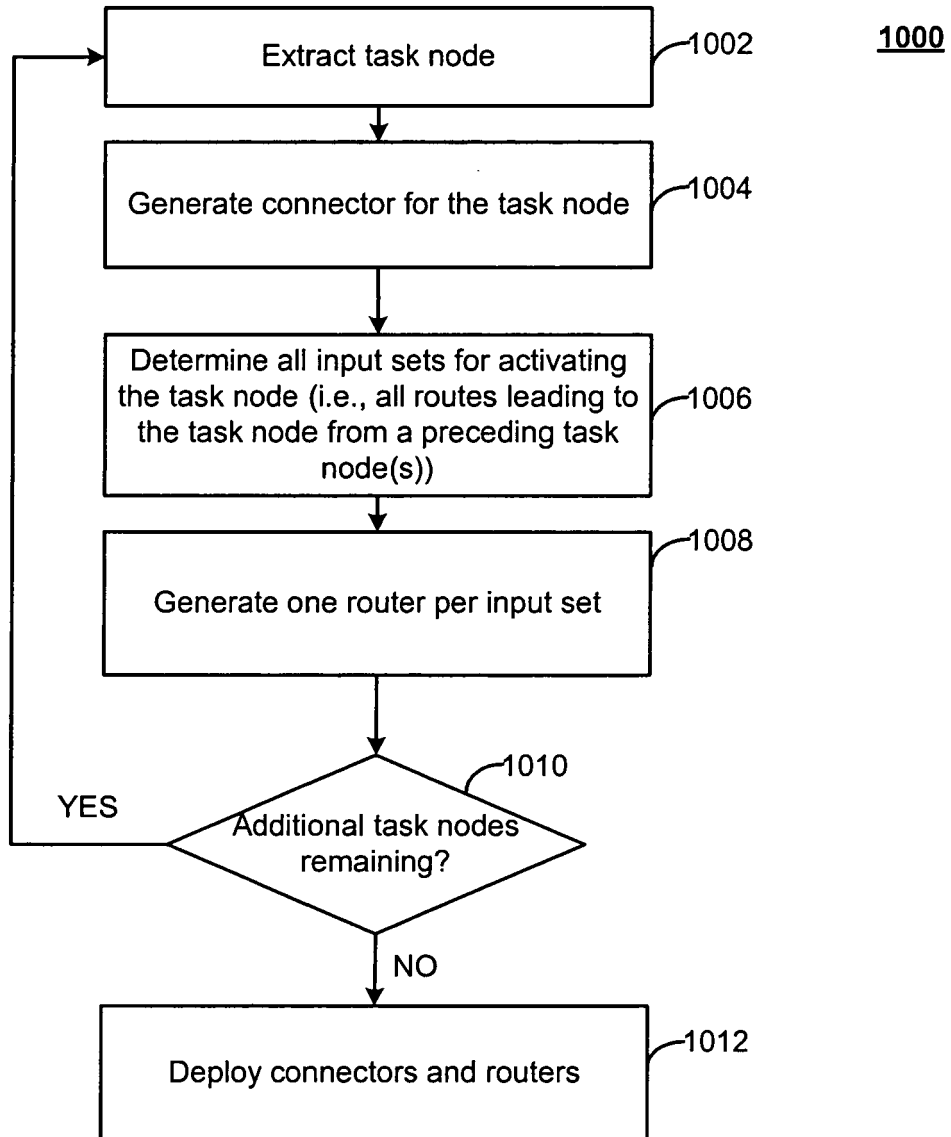 1000
Extract task node
1002
Generate connector for the task node
1004
Determine all input sets for activating
the task node (i.e., all routes leading to
the task node from a preceding task
node(s))
1006
Generate one router per input set
1008
Additional task nodes
remaining?
1010
YES
NO
Deploy connectors and routers
1012